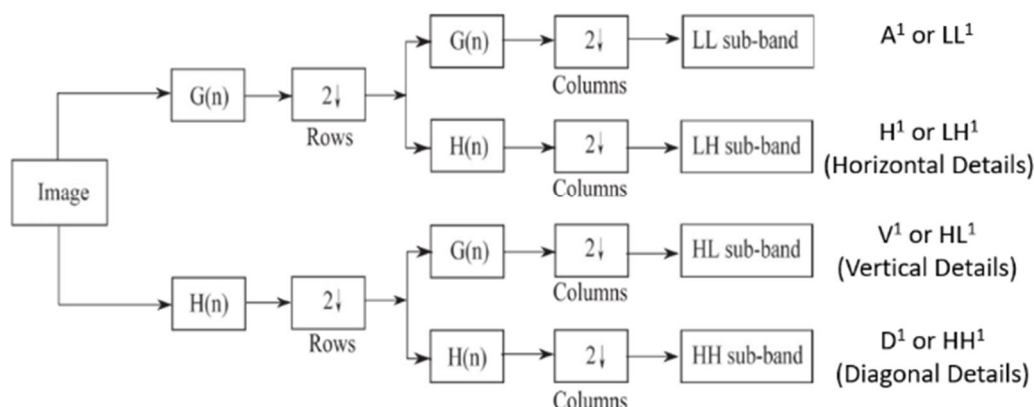 G(n)
2↓
Columns
LL sub-band
A¹ or LL¹
G(n)
2↓
Rows
H(n)
2↓
Columns
LH sub-band
H¹ or LH¹
(Horizontal Details)
Image
G(n)
2↓
Columns
HL sub-band
V¹ or HL¹
(Vertical Details)
H(n)
2↓
Rows
H(n)
2↓
Columns
HH sub-band
D¹ or HH¹
(Diagonal Details)